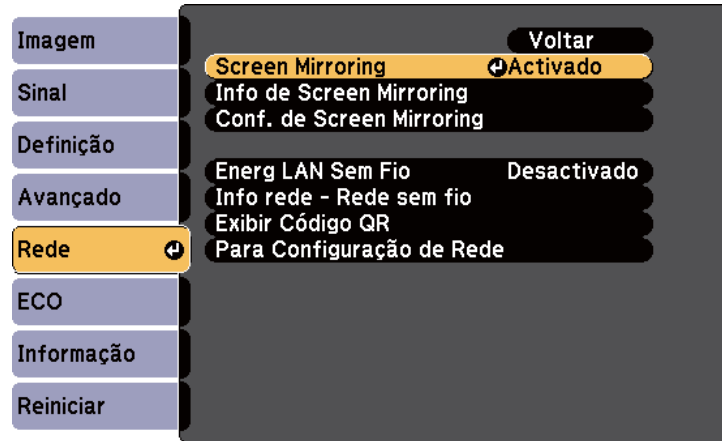 Imagem
Sinal
Definição
Avançado
Rede
ECO
Informação
Reiniciar
Voltar
Screen Mirroring Activado
Info de Screen Mirroring
Conf. de Screen Mirroring
Energ LAN Sem Fio Desactivado
Info rede - Rede sem fio
Exibir Código QR
Para Configuração de Rede